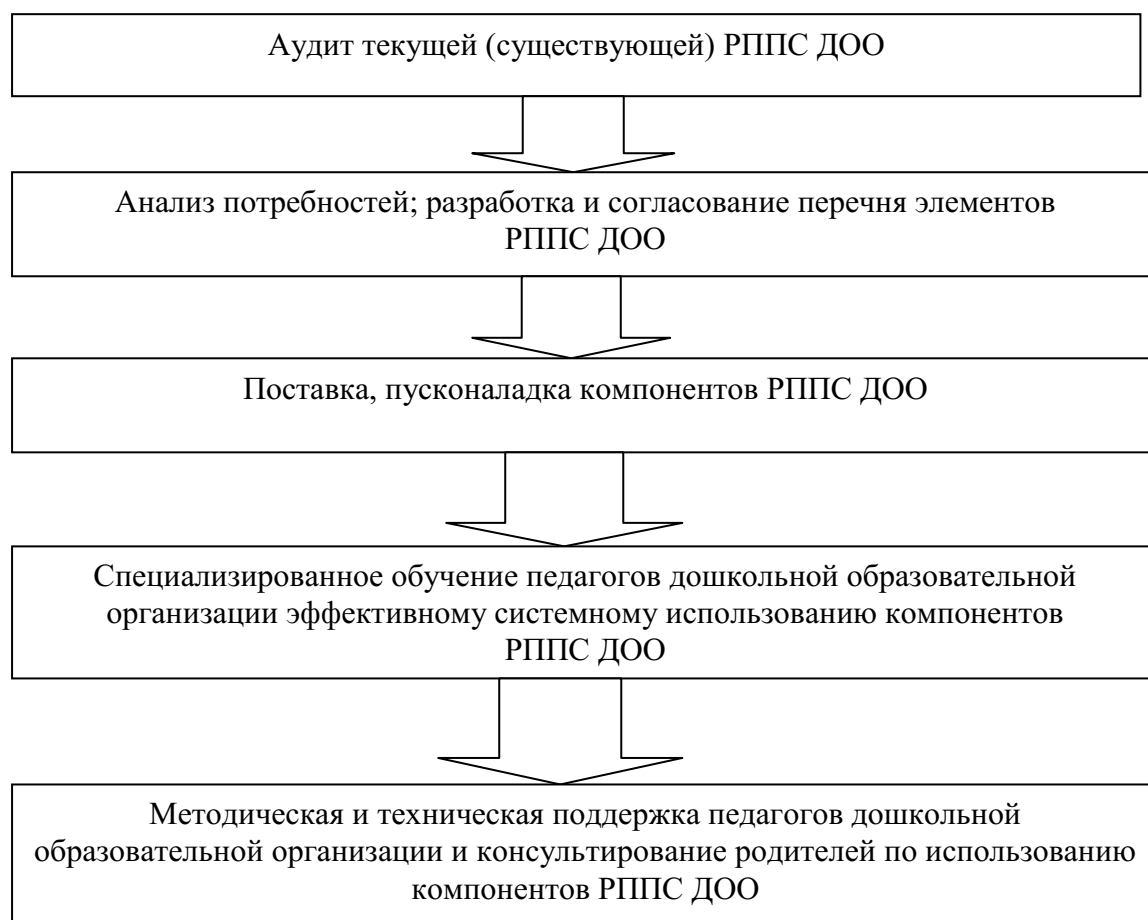 Аудит текущей (существующей) РППС ДОО
Анализ потребностей; разработка и согласование перечня элементов
РППС ДОО
Поставка, пусконаладка компонентов РППС ДОО
Специализированное обучение педагогов дошкольной образовательной
организации эффективному системному использованию компонентов
РППС ДОО
Методическая и техническая поддержка педагогов дошкольной
образовательной организации и консультирование родителей по использованию
компонентов РППС ДОО